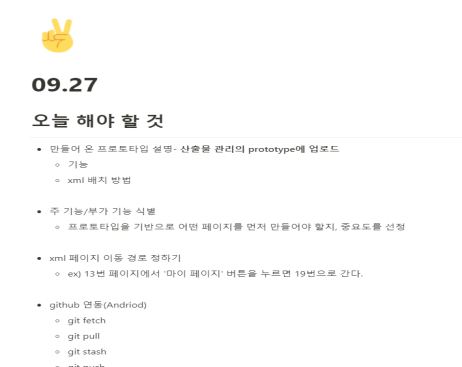 09.27
오늘 해야 할 것
만들어 온 프로토타입 설명- 산출물 관리의 prototype에 업로드
기능
xml 배치 방법
주 기능/부가 기능 식별
프로토타입을 기반으로 어떤 페이지를 먼저 만들어야 할지, 중요도를 선정
xml 페이지 이동 경로 정하기
ex) 13번 페이지에서 '마이 페이지' 버튼을 누르면 19번으로 간다.
github 연동(Andriod)
git fetch
git pull
git stash
git push